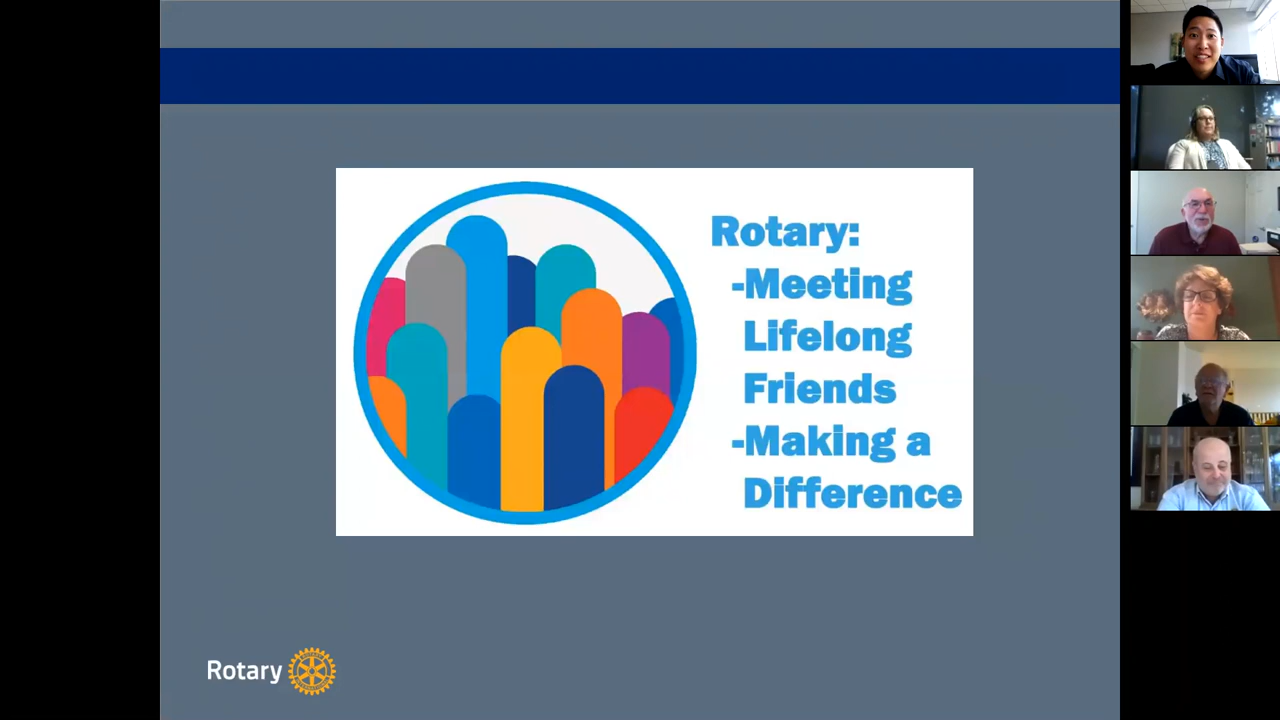 Rotary:
-Meeting
Lifelong
Friends
-Making a
Difference
Rotary